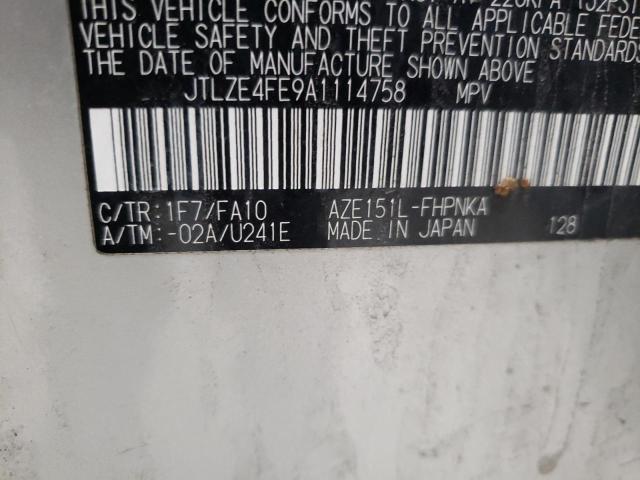 THIS VEHICLE CONFORMS TO ALL APPLICABLE FEDE
VEHICLE SAFETY AND THEFT PREVENTION STANDARDS
THE DATE OF MANUFACTURE SHOWN ABOVE
JTLZE4FE9A1114758 MPV
C/TR: 1F7/FA10 AZE151L-FHPNKA
A/TM: -02A/U241E MADE IN JAPAN 128